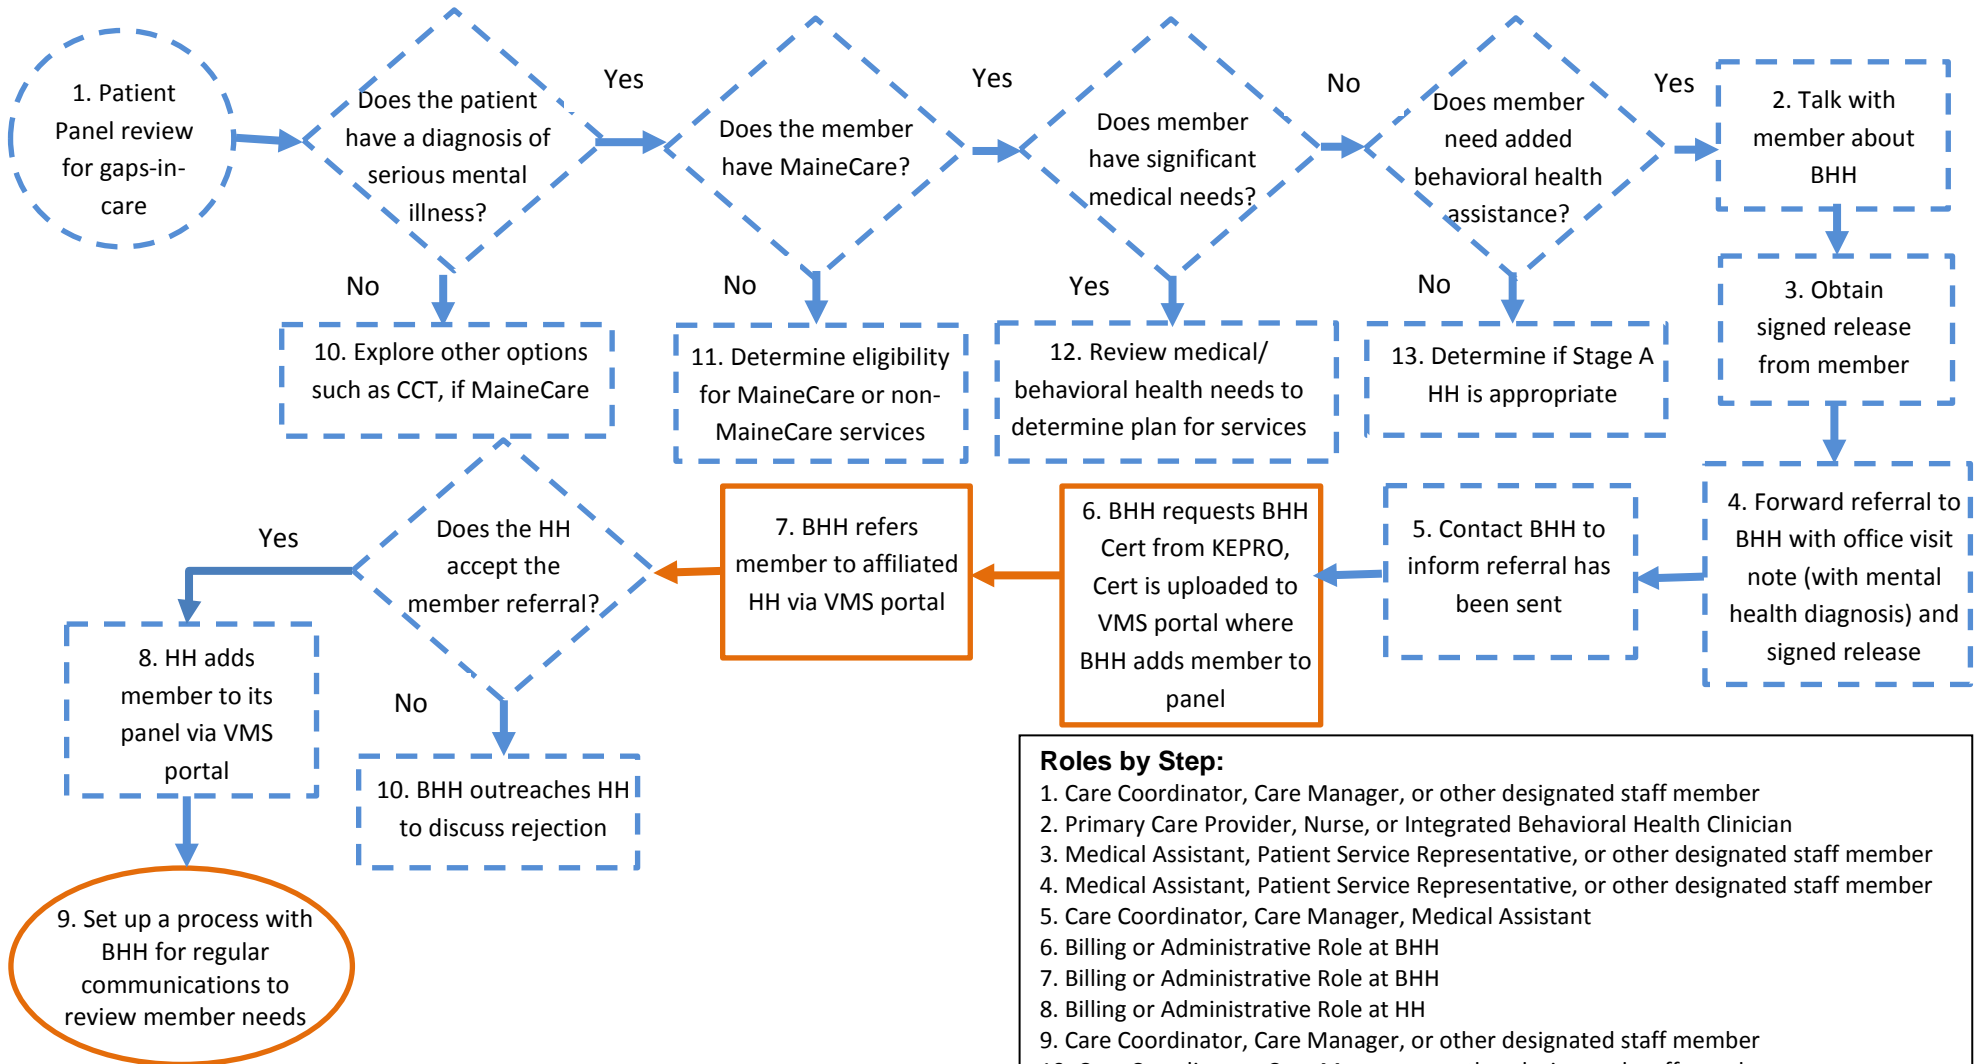 1. Patient
Panel review
for gaps-in-
care
Does the patient
have a diagnosis of
serious mental
illness?
Yes
Does the member
have MaineCare?
Yes
Does member
have significant
medical needs?
No
Does member
need added
behavioral health
assistance?
Yes
2. Talk with
member about
BHH
No
No
Yes
No
3. Obtain
signed release
from member
10. Explore other options
such as CCT, if MaineCare
11. Determine eligibility
for MaineCare or non-
MaineCare services
12. Review medical/
behavioral health needs to
determine plan for services
13. Determine if Stage A
HH is appropriate
4. Forward referral to
BHH with office visit
note (with mental
health diagnosis) and
signed release
5. Contact BHH to
inform referral has
been sent
6. BHH requests BHH
Cert from KEPRO,
Cert is uploaded to
VMS portal where
BHH adds member to
panel
7. BHH refers
member to affiliated
HH via VMS portal
Does the HH
accept the
member referral?
Yes
No
8. HH adds
member to its
panel via VMS
portal
10. BHH outreaches HH
to discuss rejection
9. Set up a process with
BHH for regular
communications to
review member needs
Roles by Step:
1. Care Coordinator, Care Manager, or other designated staff member
2. Primary Care Provider, Nurse, or Integrated Behavioral Health Clinician
3. Medical Assistant, Patient Service Representative, or other designated staff member
4. Medical Assistant, Patient Service Representative, or other designated staff member
5. Care Coordinator, Care Manager, Medical Assistant
6. Billing or Administrative Role at BHH
7. Billing or Administrative Role at BHH
8. Billing or Administrative Role at HH
9. Care Coordinator, Care Manager, or other designated staff member